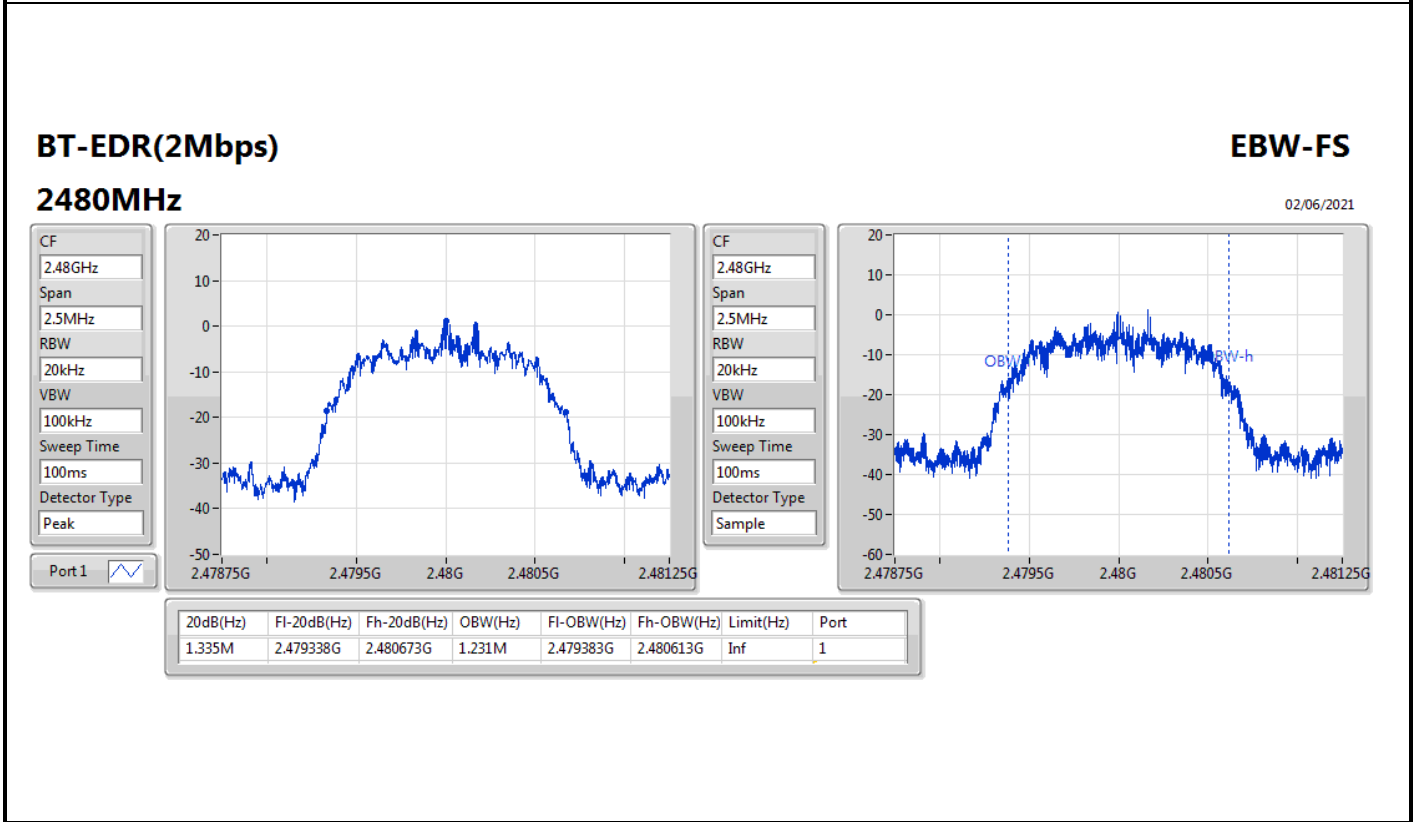 BT-EDR(2Mbps)
EBW-FS
2480MHz
02/06/2021
CF
2.48GHz
Span
2.5MHz
RBW
20kHz
VBW
100kHz
Sweep Time
100ms
Detector Type
Peak
Port 1
20
10
0
-10
-20
-30
-40
-50
2.47875G 2.4795G 2.48G 2.4805G 2.48125G
CF
2.48GHz
Span
2.5MHz
RBW
20kHz
VBW
100kHz
Sweep Time
100ms
Detector Type
Sample
20
10
0
-10
-20
-30
-40
-50
-60
2.47875G 2.4795G 2.48G 2.4805G 2.48125G
20dB(Hz) Fl-20dB(Hz) Fh-20dB(Hz) OBW(Hz) Fl-OBW(Hz) Fh-OBW(Hz) Limit(Hz) Port
1.335M 2.479338G 2.480673G 1.231M 2.479383G 2.480613G Inf 1